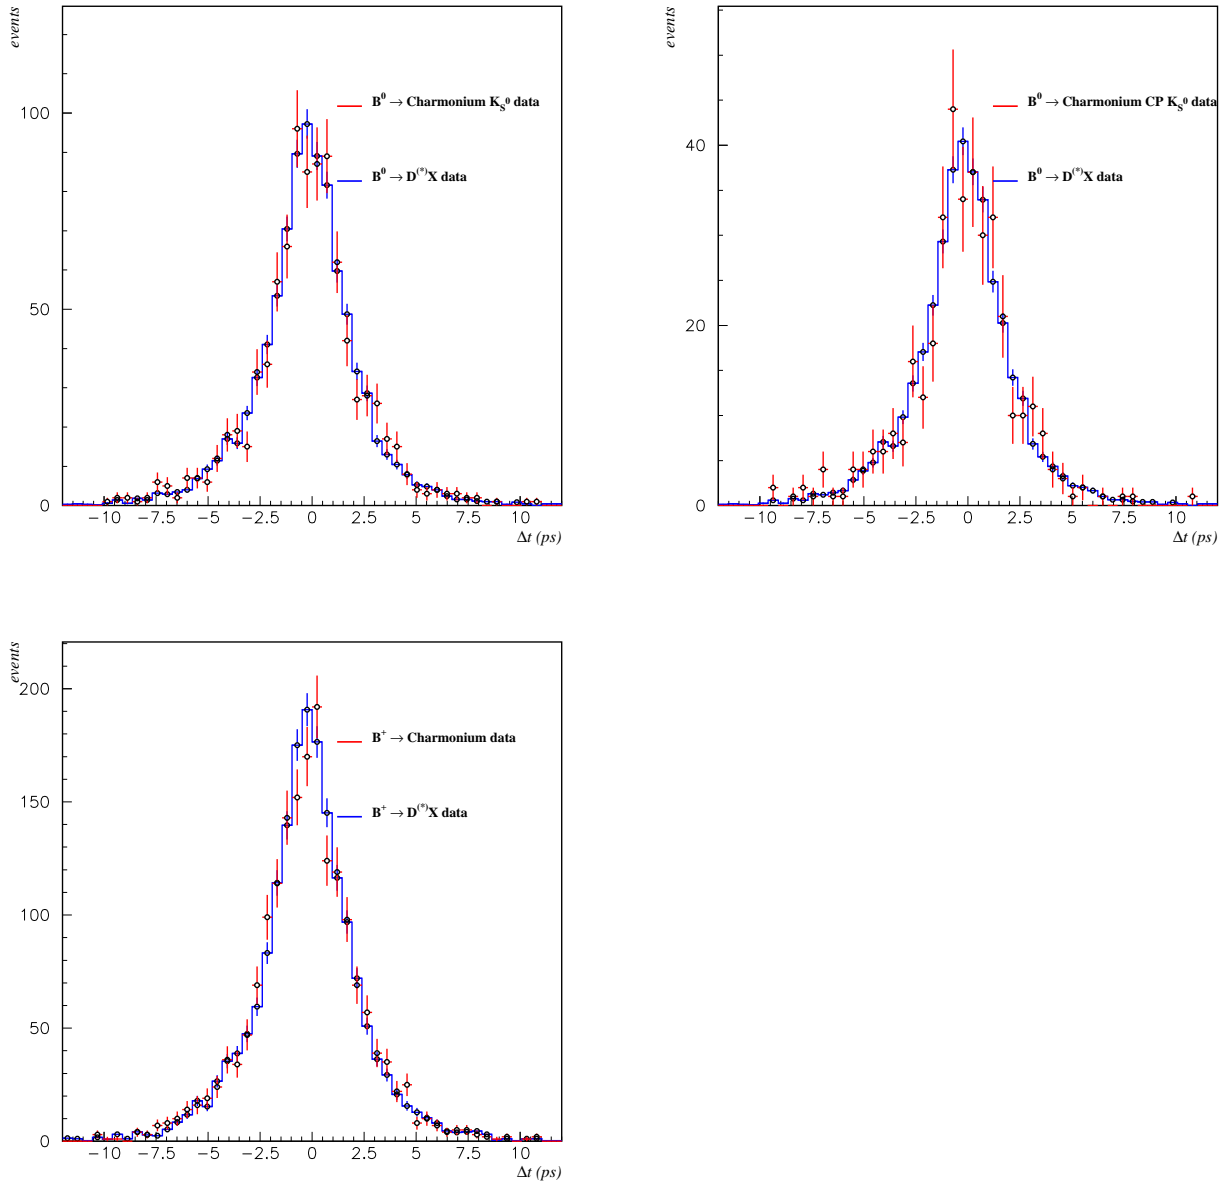 events
100
50
0
B⁰ → Charmonium K_S⁰ data
B⁰ → D⁽*⁾X data
−10 −7.5 −5 −2.5 0 2.5 5 7.5 10
Δt (ps)
events
40
20
0
B⁰ → Charmonium CP K_S⁰ data
B⁰ → D⁽*⁾X data
−10 −7.5 −5 −2.5 0 2.5 5 7.5 10
Δt (ps)
events
200
150
100
50
0
B⁺ → Charmonium data
B⁺ → D⁽*⁾X data
−10 −7.5 −5 −2.5 0 2.5 5 7.5 10
Δt (ps)